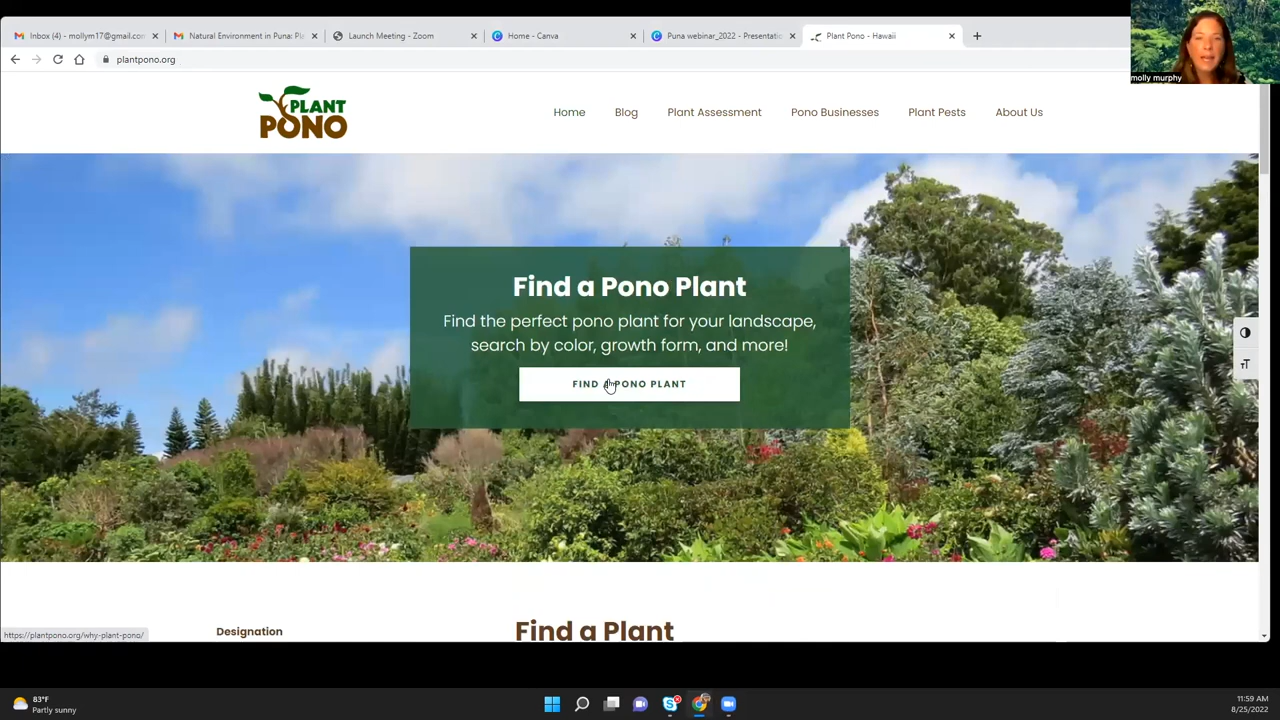 Inbox (4) - mollym17@gmail.com
Natural Environment in Puna: Pl
Launch Meeting - Zoom
Home - Canva
Puna webinar_2022 - Presentatio
Plant Pono - Hawaii
plantpono.org
molly murphy
PLANT
PONO
Home
Blog
Plant Assessment
Pono Businesses
Plant Pests
About Us
Find a Pono Plant
Find the perfect pono plant for your landscape,
search by color, growth form, and more!
FIND A PONO PLANT
Designation
Find a Plant
https://plantpono.org/why-plant-pono/
83°F
Partly sunny
11:59 AM
8/25/2022